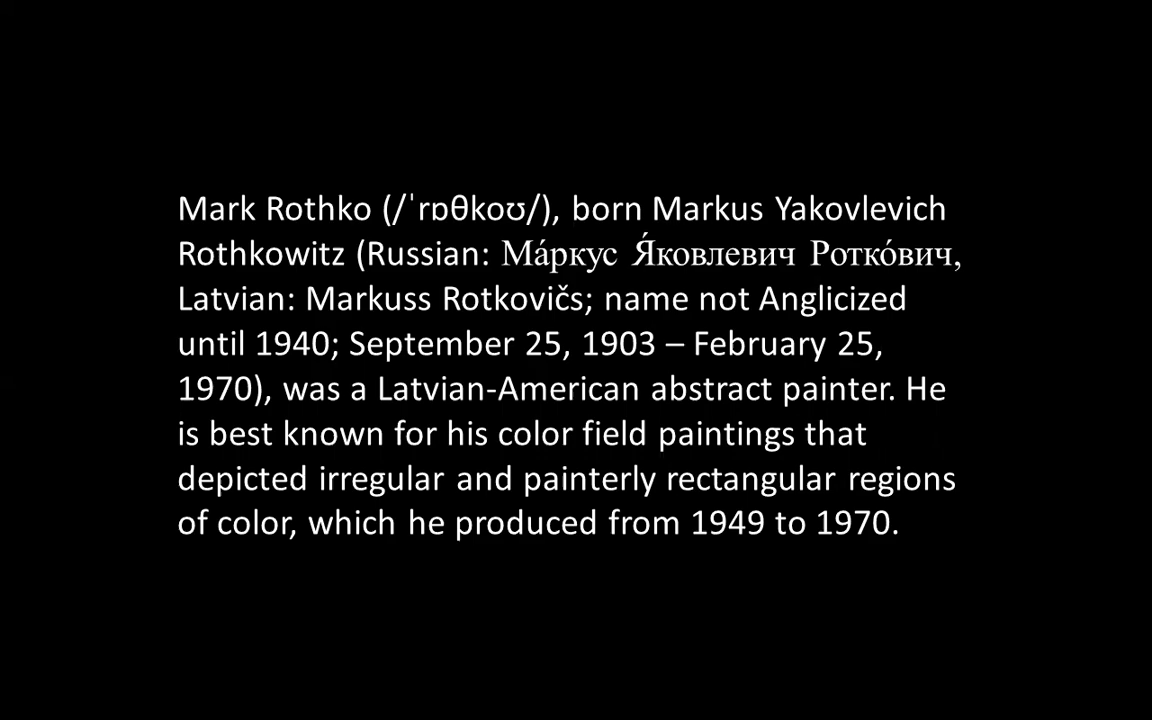 Mark Rothko (/ˈrɒθkoʊ/), born Markus Yakovlevich
Rothkowitz (Russian: Ма́ркус Я́ковлевич Ротко́вич,
Latvian: Markuss Rotkovičs; name not Anglicized
until 1940; September 25, 1903 – February 25,
1970), was a Latvian-American abstract painter. He
is best known for his color field paintings that
depicted irregular and painterly rectangular regions
of color, which he produced from 1949 to 1970.